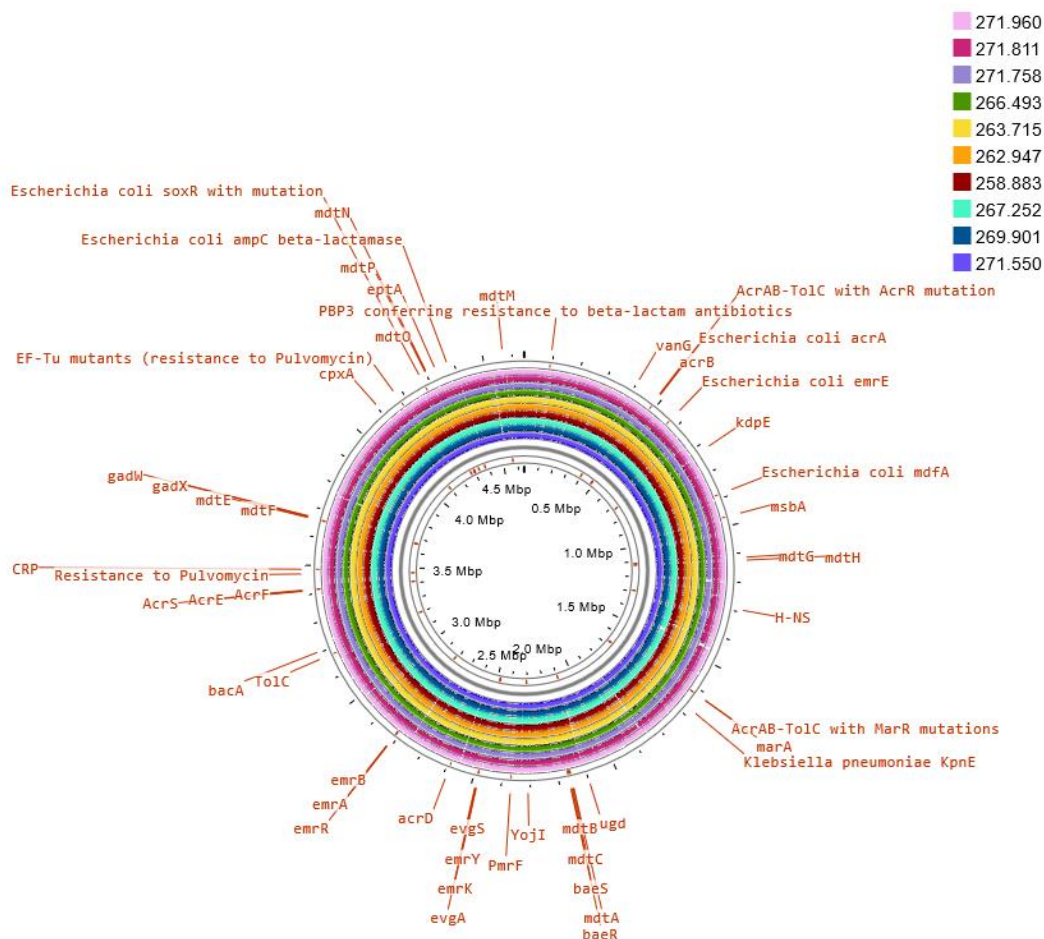 271.960
271.811
271.758
266.493
263.715
262.947
258.883
267.252
269.901
271.550
Escherichia coli soxR with mutation
mdtN
Escherichia coli ampC beta-lactamase
mdtP
eptA
mdtM
AcrAB-TolC with AcrR mutation
PBP3 conferring resistance to beta-lactam antibiotics
mdtO
vanG
Escherichia coli acrA
EF-Tu mutants (resistance to Pulvomycin)
acrB
cpxA
Escherichia coli emrE
kdpE
Escherichia coli mdfA
gadW
gadX
mdtE
mdtF
msbA
4.5 Mbp
0.5 Mbp
4.0 Mbp
1.0 Mbp
mdtG
mdtH
CRP
Resistance to Pulvomycin
3.5 Mbp
AcrS
AcrE
AcrF
1.5 Mbp
H-NS
3.0 Mbp
2.5 Mbp
2.0 Mbp
bacA
TolC
AcrAB-TolC with MarR mutations
marA
Klebsiella pneumoniae KpnE
emrB
emrA
emrR
acrD
evgS
YojI
mdtB
ugd
emrY
PmrF
mdtC
emrK
baeS
evgA
mdtA
baeR